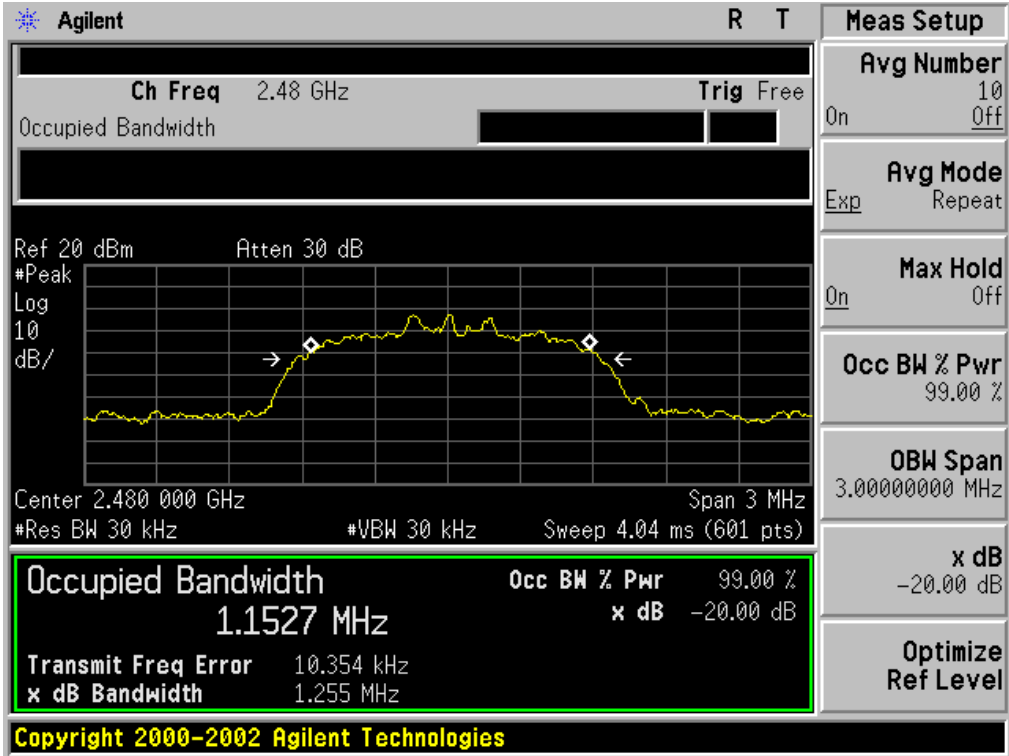 Agilent R T
Ch Freq 2.48 GHz Trig Free
Occupied Bandwidth
Ref 20 dBm Atten 30 dB
#Peak
Log
10
dB/
Center 2.480 000 GHz Span 3 MHz
#Res BW 30 kHz #VBW 30 kHz Sweep 4.04 ms (601 pts)
Occupied Bandwidth Occ BW % Pwr 99.00 %
1.1527 MHz x dB -20.00 dB
Transmit Freq Error 10.354 kHz
x dB Bandwidth 1.255 MHz
Copyright 2000-2002 Agilent Technologies
Meas Setup
Avg Number
10
On Off
Avg Mode
Exp Repeat
Max Hold
On Off
Occ BW % Pwr
99.00 %
OBW Span
3.00000000 MHz
x dB
-20.00 dB
Optimize
Ref Level